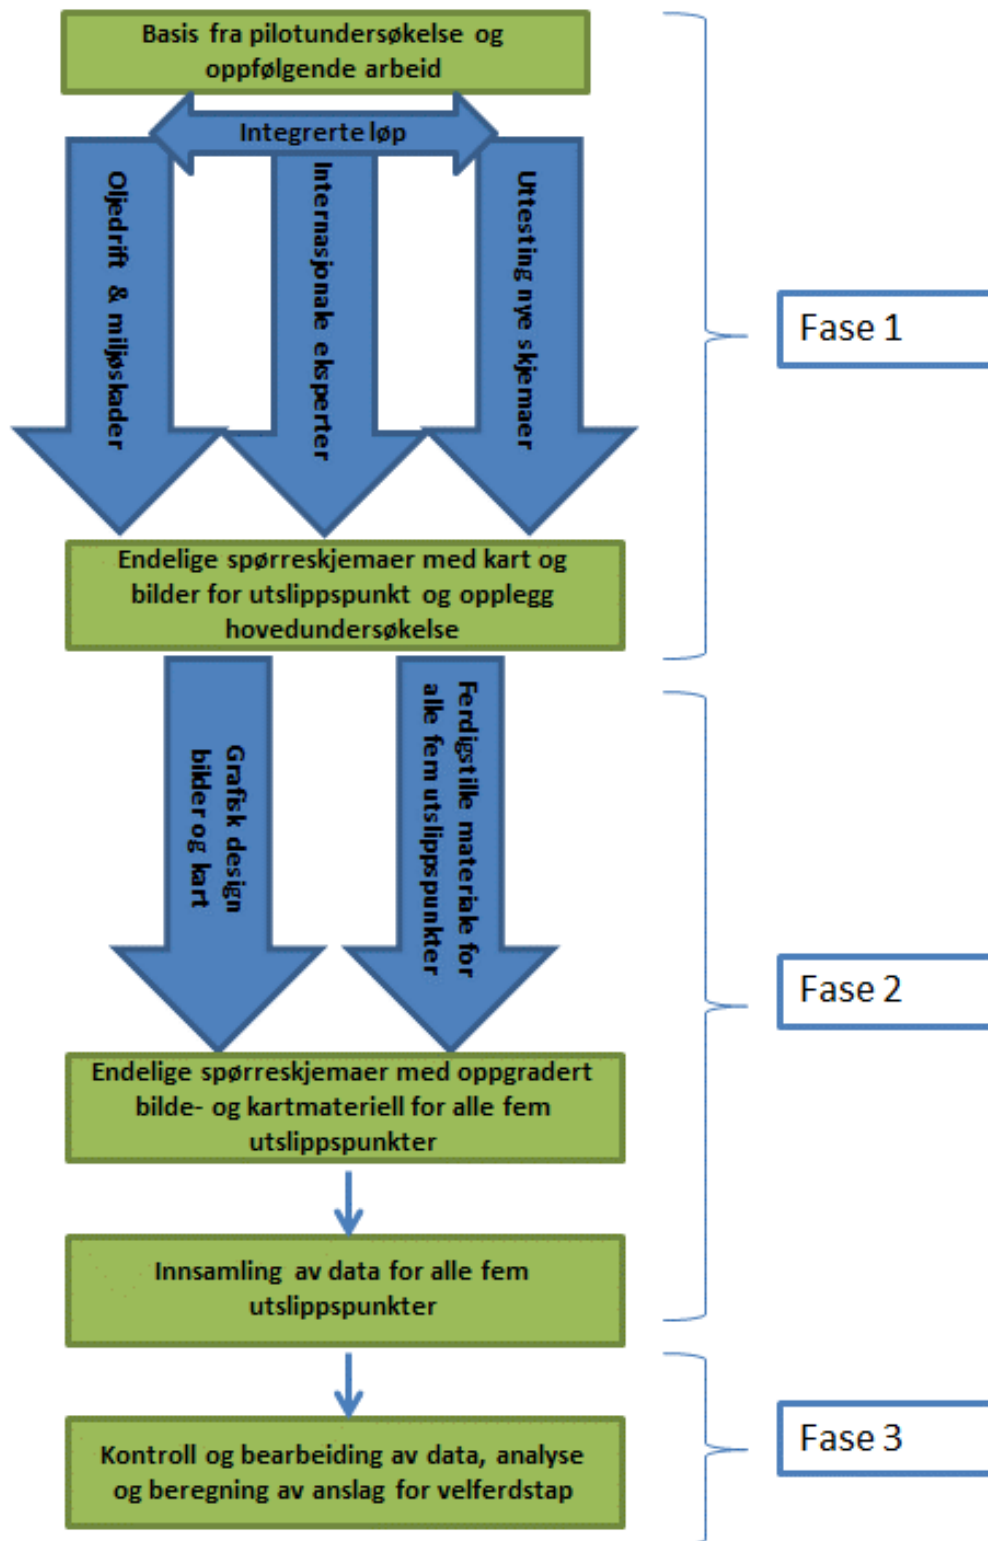 Basis fra pilotundersøkelse og
oppfølgende arbeid
Integrerte løp
Oljedrift & miljøskader
Internasjonale eksperter
Uttesting nye skjemaer
Fase 1
Endelige spørreskjemaer med kart og
bilder for utslippspunkt og opplegg
hovedundersøkelse
Grafisk design
bilder og kart
Ferdigstille materiale for
alle fem utslippspunkter
Fase 2
Endelige spørreskjemaer med oppgradert
bilde- og kartmateriell for alle fem
utslippspunkter
Innsamling av data for alle fem
utslippspunkter
Fase 3
Kontroll og bearbeiding av data, analyse
og beregning av anslag for velferdstap